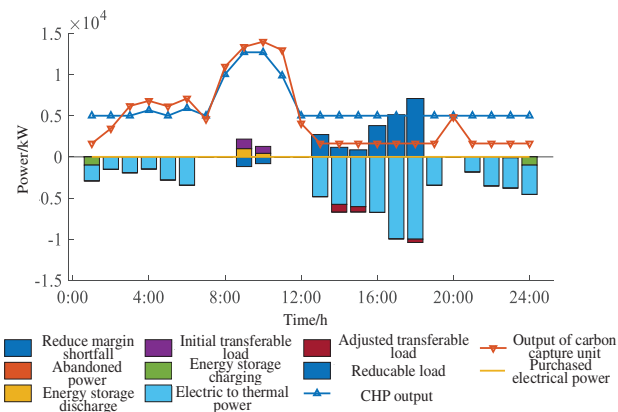 ×10⁴
1.5
1
0.5
0
-0.5
-1
-1.5
Power/kW
0:00 4:00 8:00 12:00 16:00 20:00 24:00
Time/h
Reduce margin shortfall
Initial transferable load
Adjusted transferable load
Output of carbon capture unit
Abandoned power
Energy storage charging
Reducable load
Purchased electrical power
Energy storage discharge
Electric to thermal power
CHP output